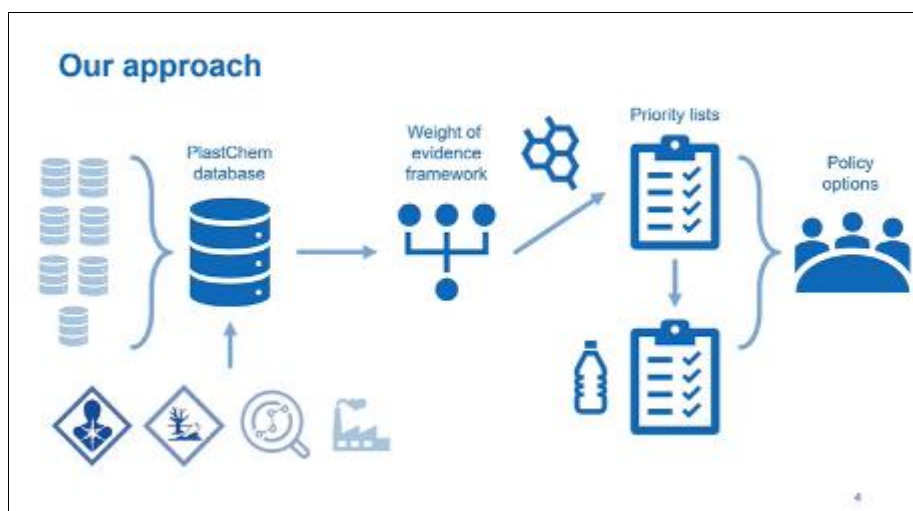 Our approach
PlastChem
database
Weight of
evidence
framework
Priority lists
Policy
options
4